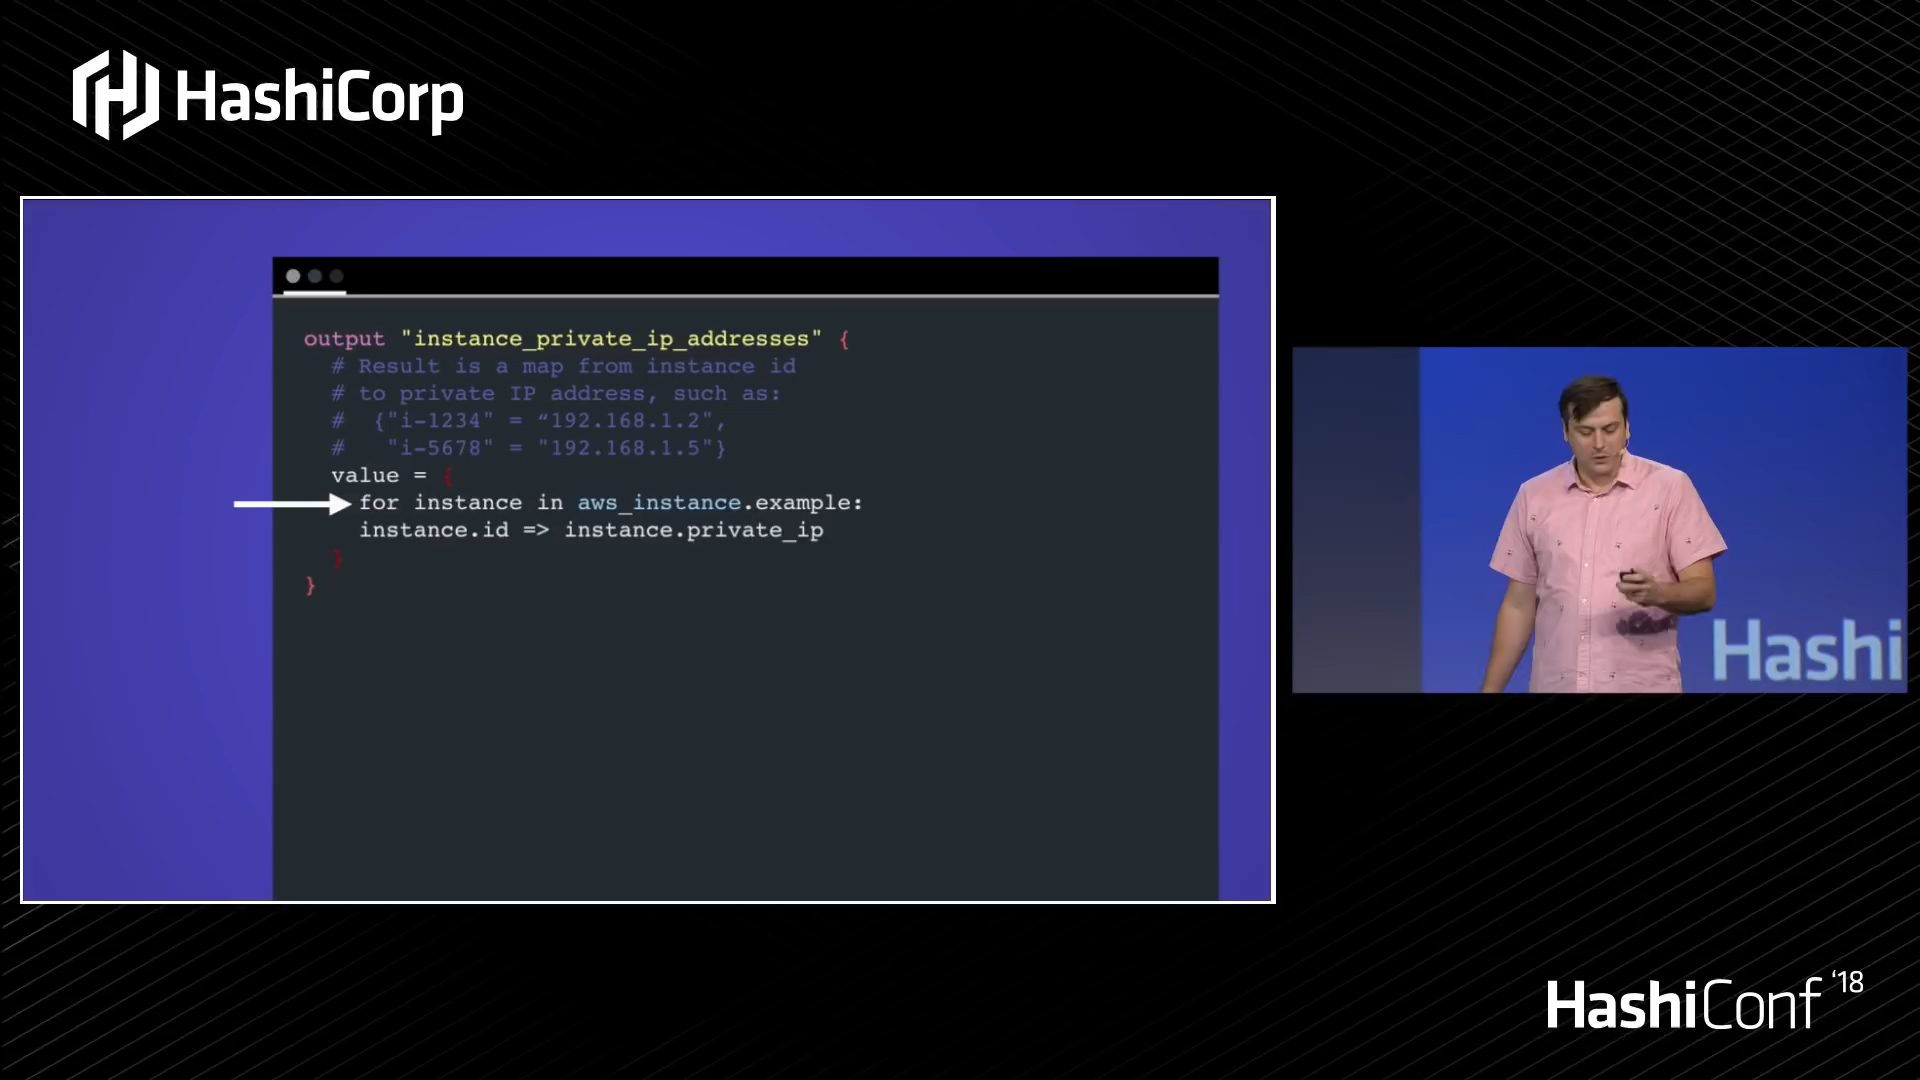 HashiCorp
output "instance_private_ip_addresses" {
# Result is a map from instance id
# to private IP address, such as:
# {"i-1234" = “192.168.1.2",
# "i-5678" = "192.168.1.5"}
value = {
for instance in aws_instance.example:
instance.id => instance.private_ip
}
}
Hashi
HashiConf ‘18